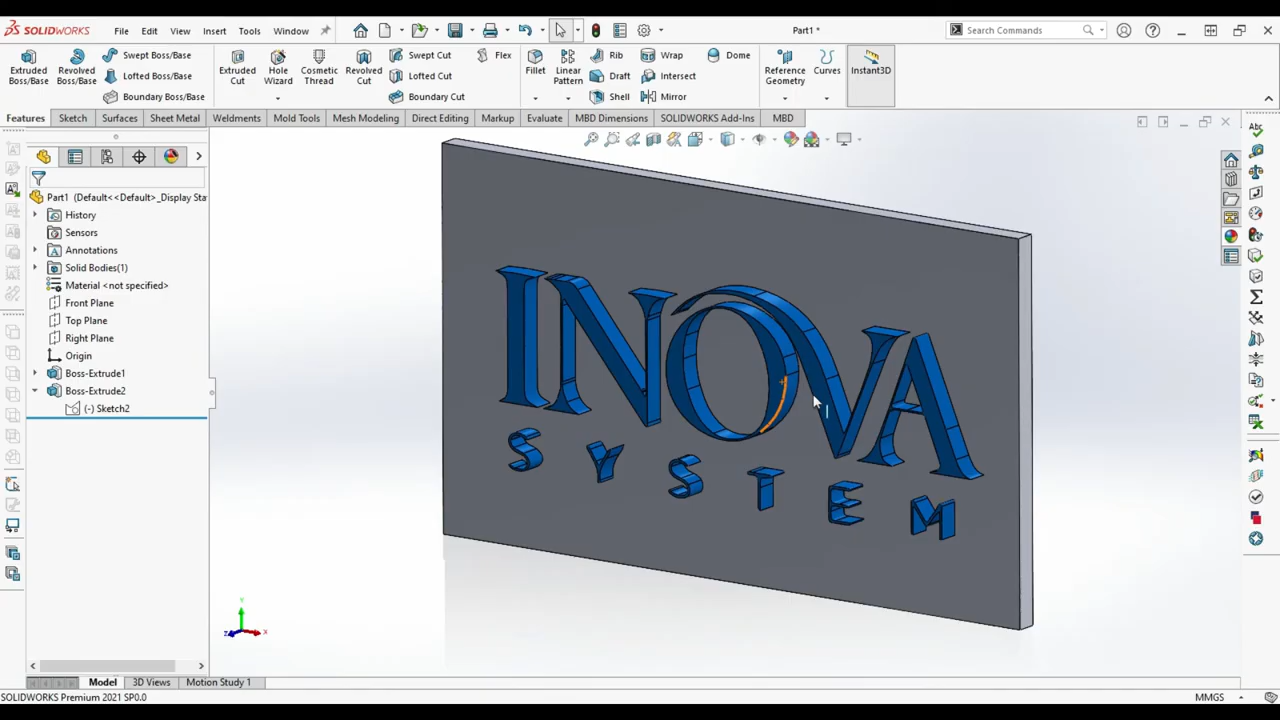 SOLIDWORKS File Edit View Insert Tools Window Part1 * Search Commands
Extruded Boss/Base Revolved Boss/Base Swept Boss/Base Lofted Boss/Base Boundary Boss/Base Extruded Cut Hole Wizard Cosmetic Thread Revolved Cut Swept Cut Lofted Cut Boundary Cut Flex Fillet Linear Pattern Rib Draft Shell Wrap Intersect Mirror Dome Reference Geometry Curves Instant3D
Features Sketch Surfaces Sheet Metal Weldments Mold Tools Mesh Modeling Direct Editing Markup Evaluate MBD Dimensions SOLIDWORKS Add-Ins MBD
Part1 (Default<<Default>_Display Sta
History
Sensors
Annotations
Solid Bodies(1)
Material <not specified>
Front Plane
Top Plane
Right Plane
Origin
Boss-Extrude1
Boss-Extrude2
(-) Sketch2
INOVA
SYSTEM
Y
X
Z
Model 3D Views Motion Study 1
SOLIDWORKS Premium 2021 SP0.0 MMGS